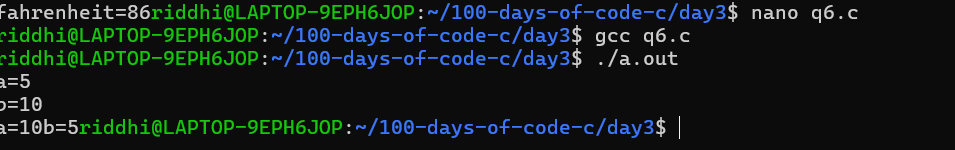 fahrenheit=86riddhi@LAPTOP-9EPH6JOP:~/100-days-of-code-c/day3$ nano q6.c
riddhi@LAPTOP-9EPH6JOP:~/100-days-of-code-c/day3$ gcc q6.c
riddhi@LAPTOP-9EPH6JOP:~/100-days-of-code-c/day3$ ./a.out
a=5
b=10
a=10b=5riddhi@LAPTOP-9EPH6JOP:~/100-days-of-code-c/day3$